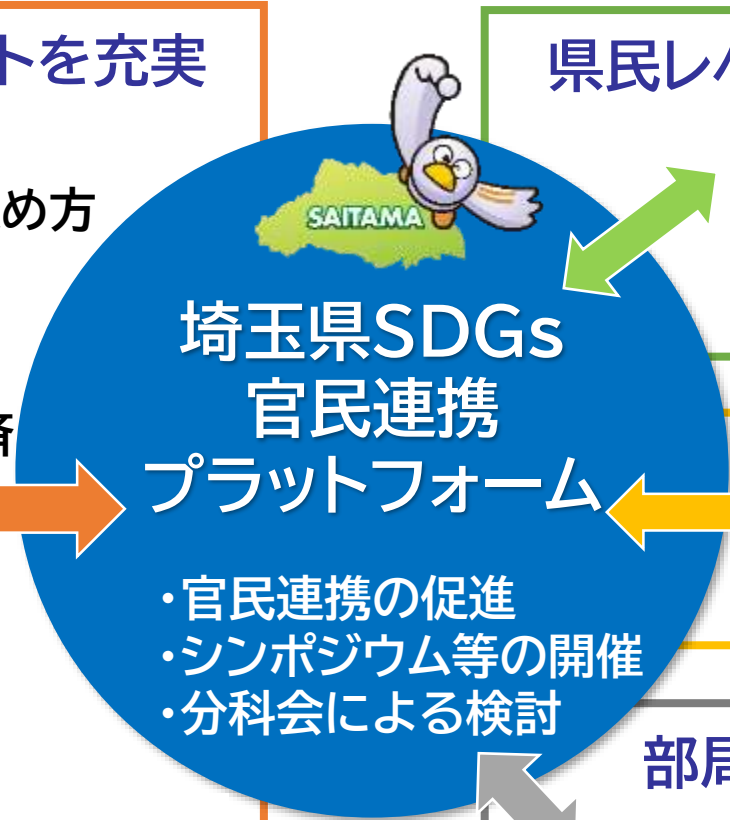 トを充実
県民レベ
め方
SAITAMA
埼玉県SDGs
官民連携
プラットフォーム
・官民連携の促進
・シンポジウム等の開催
・分科会による検討
部局